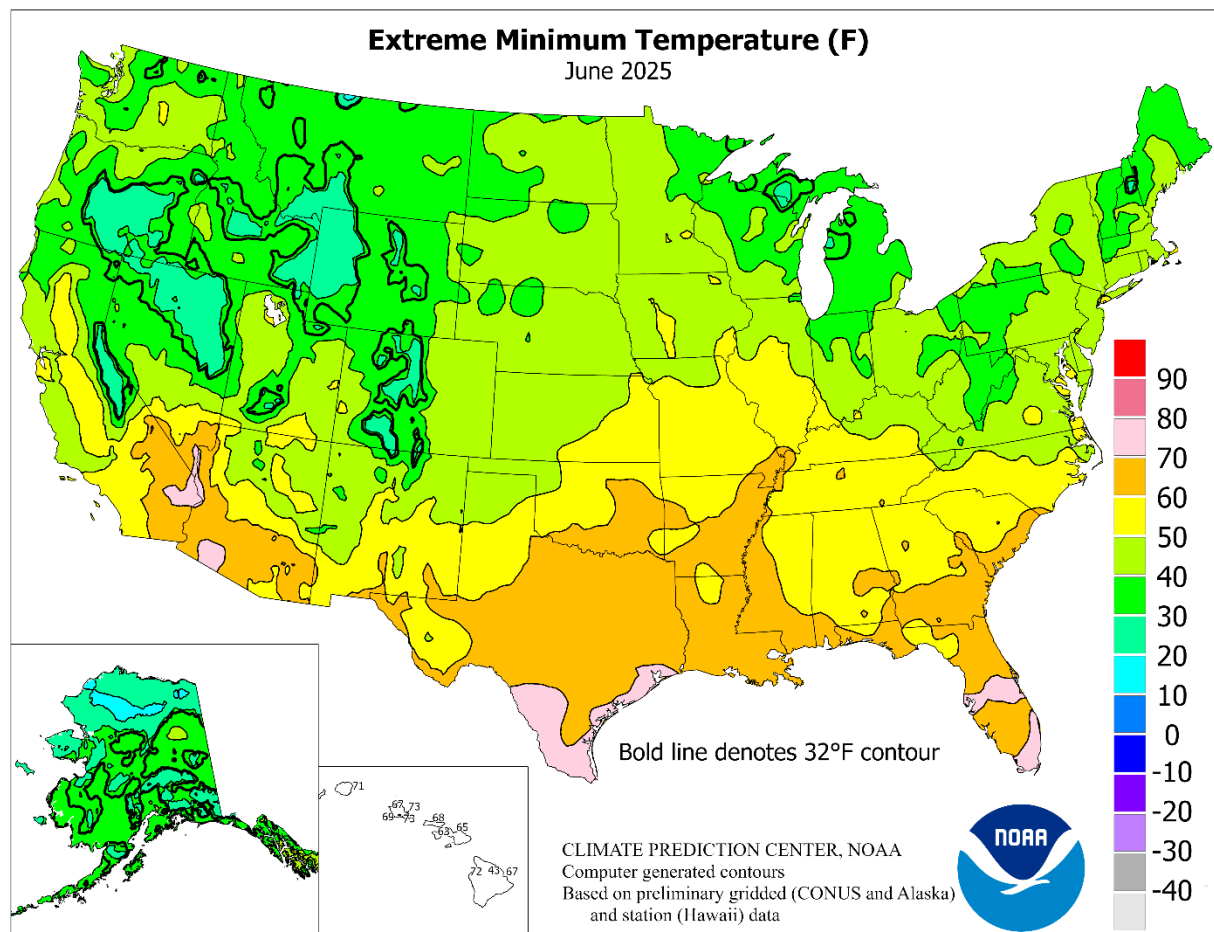 Extreme Minimum Temperature (F)
June 2025
90
80
70
60
50
40
30
20
10
0
-10
-20
-30
-40
Bold line denotes 32°F contour
71
67 73
69 73
68
63 65
72 43 67
CLIMATE PREDICTION CENTER, NOAA
Computer generated contours
Based on preliminary gridded (CONUS and Alaska)
and station (Hawaii) data
NOAA